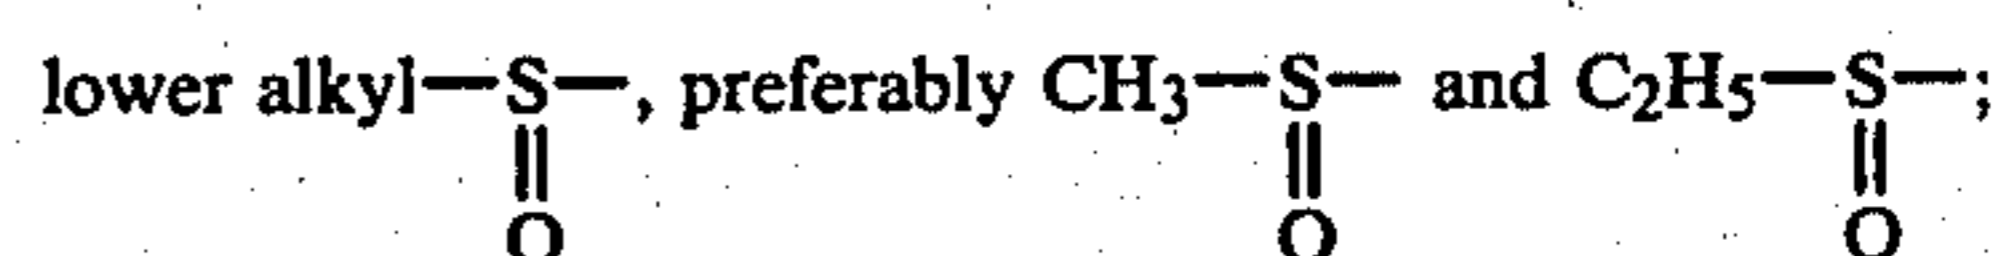 lower alkyl—S—, preferably CH₃—S— and C₂H₅—S—;
‖ ‖ ‖
O O O